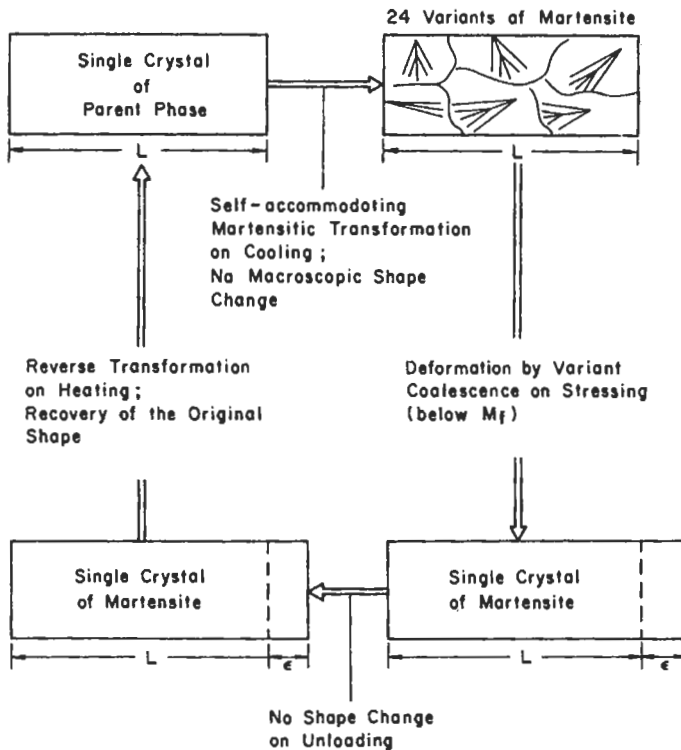 24 Variants of Martensite
Single Crystal
of
Parent Phase
L
L
Self-accommodoting
Martensitic Transformation
on Cooling ;
Na Macroscopic Shape
Change
Reverse Transformation
on Heating ;
Recovery of the Original
Shape
Deformation by Variant
Coalescence on Stressing
(below Mf)
Single Crystal
of Martensite
Single Crystal
of Martensite
L
ϵ
L
ϵ
No Shape Change
on Unloading